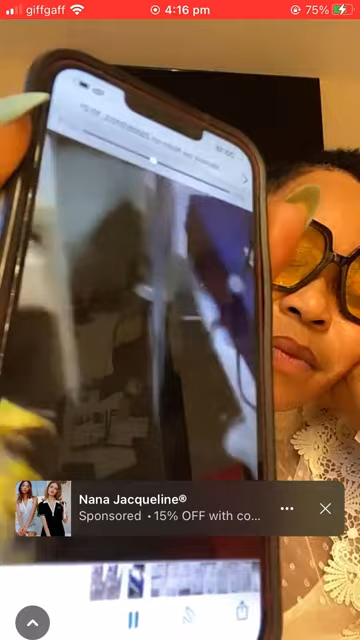 giffgaff 4:16 pm 75%
Nana Jacqueline®
Sponsored • 15% OFF with co...